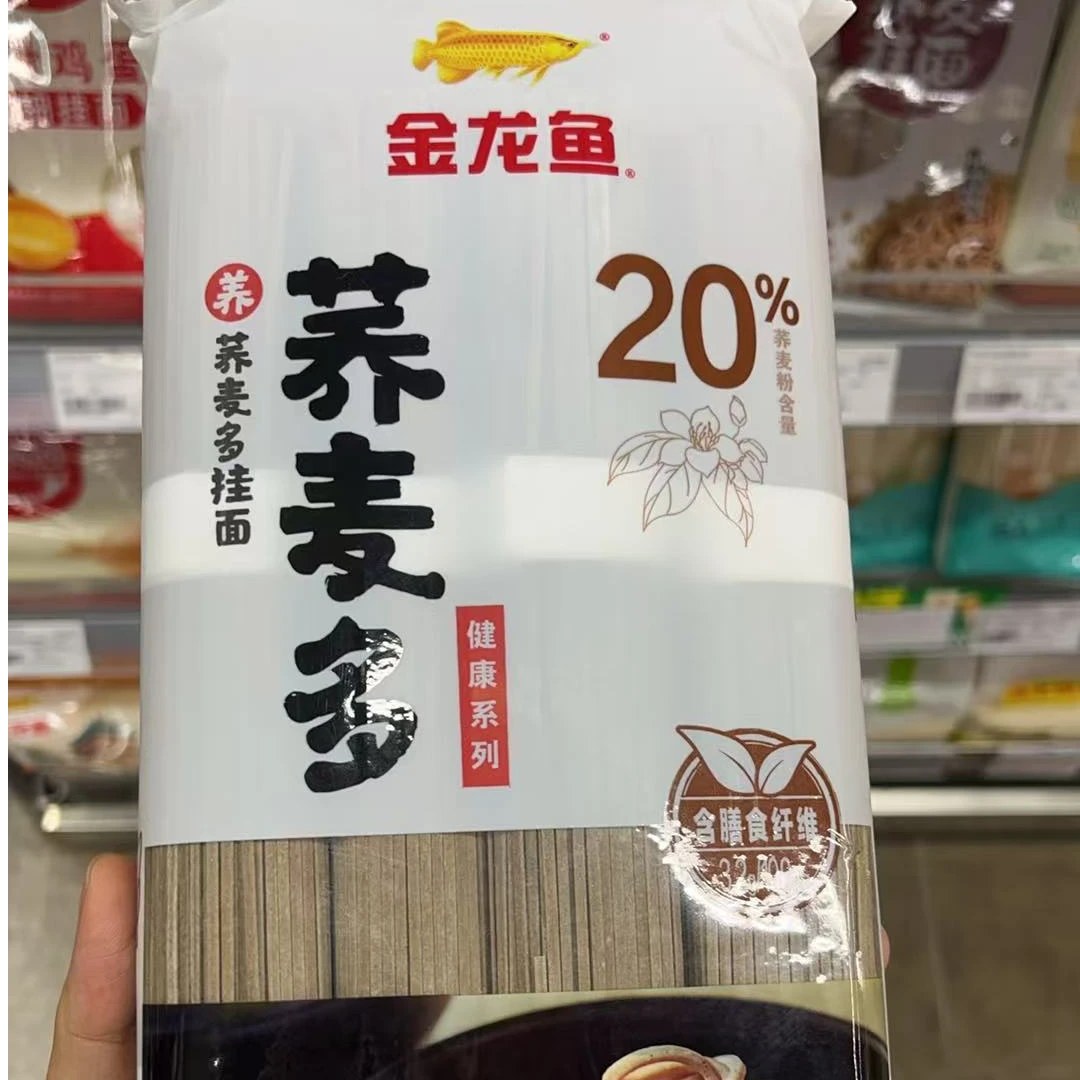 金龙鱼
养
荞麦多挂面
荞麦多
20%
荞麦粉含量
健康系列
含膳食纤维